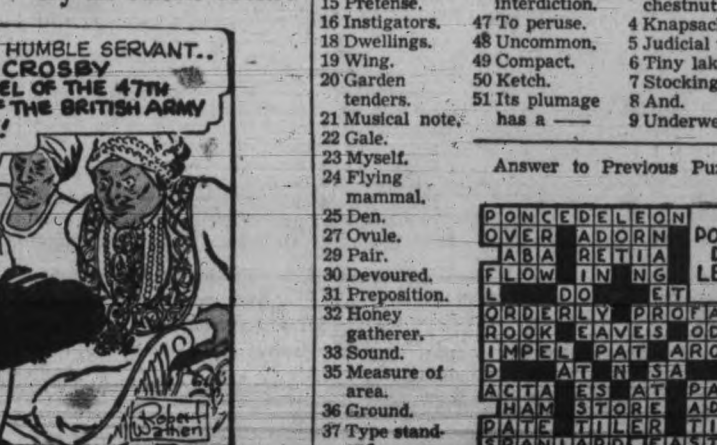 HUMBLE SERVANT..
CROSBY
EL OF THE 47TH
THE BRITISH ARMY
!
Robert
15 Pretense.
16 Instigators.
18 Dwellings.
19 Wing.
20 Garden
tenders.
21 Musical note.
22 Gale.
23 Myself.
24 Flying
mammal.
25 Den.
27 Ovule.
29 Pair.
30 Devoured.
31 Preposition.
32 Honey
gatherer.
33 Sound.
35 Measure of
area.
36 Ground.
37 Type stand-
interdiction.
47 To peruse.
48 Uncommon.
49 Compact.
50 Ketch.
51 Its plumage
has a —
chestnut
4 Knapsac
5 Judicial
6 Tiny lak
7 Stocking
8 And.
9 Underwe
Answer to Previous Pu
PONCEDELEON
OVER ADORN PO
ABA RETIA D
FLOW IN NG LE
L DO ET
ORDERLY PROFA
ROOK EAVES OD
IMPEL PAT ARO
D AT N SA
ACTA ES AT PA
HAM STORE AD
PATE TILER TI